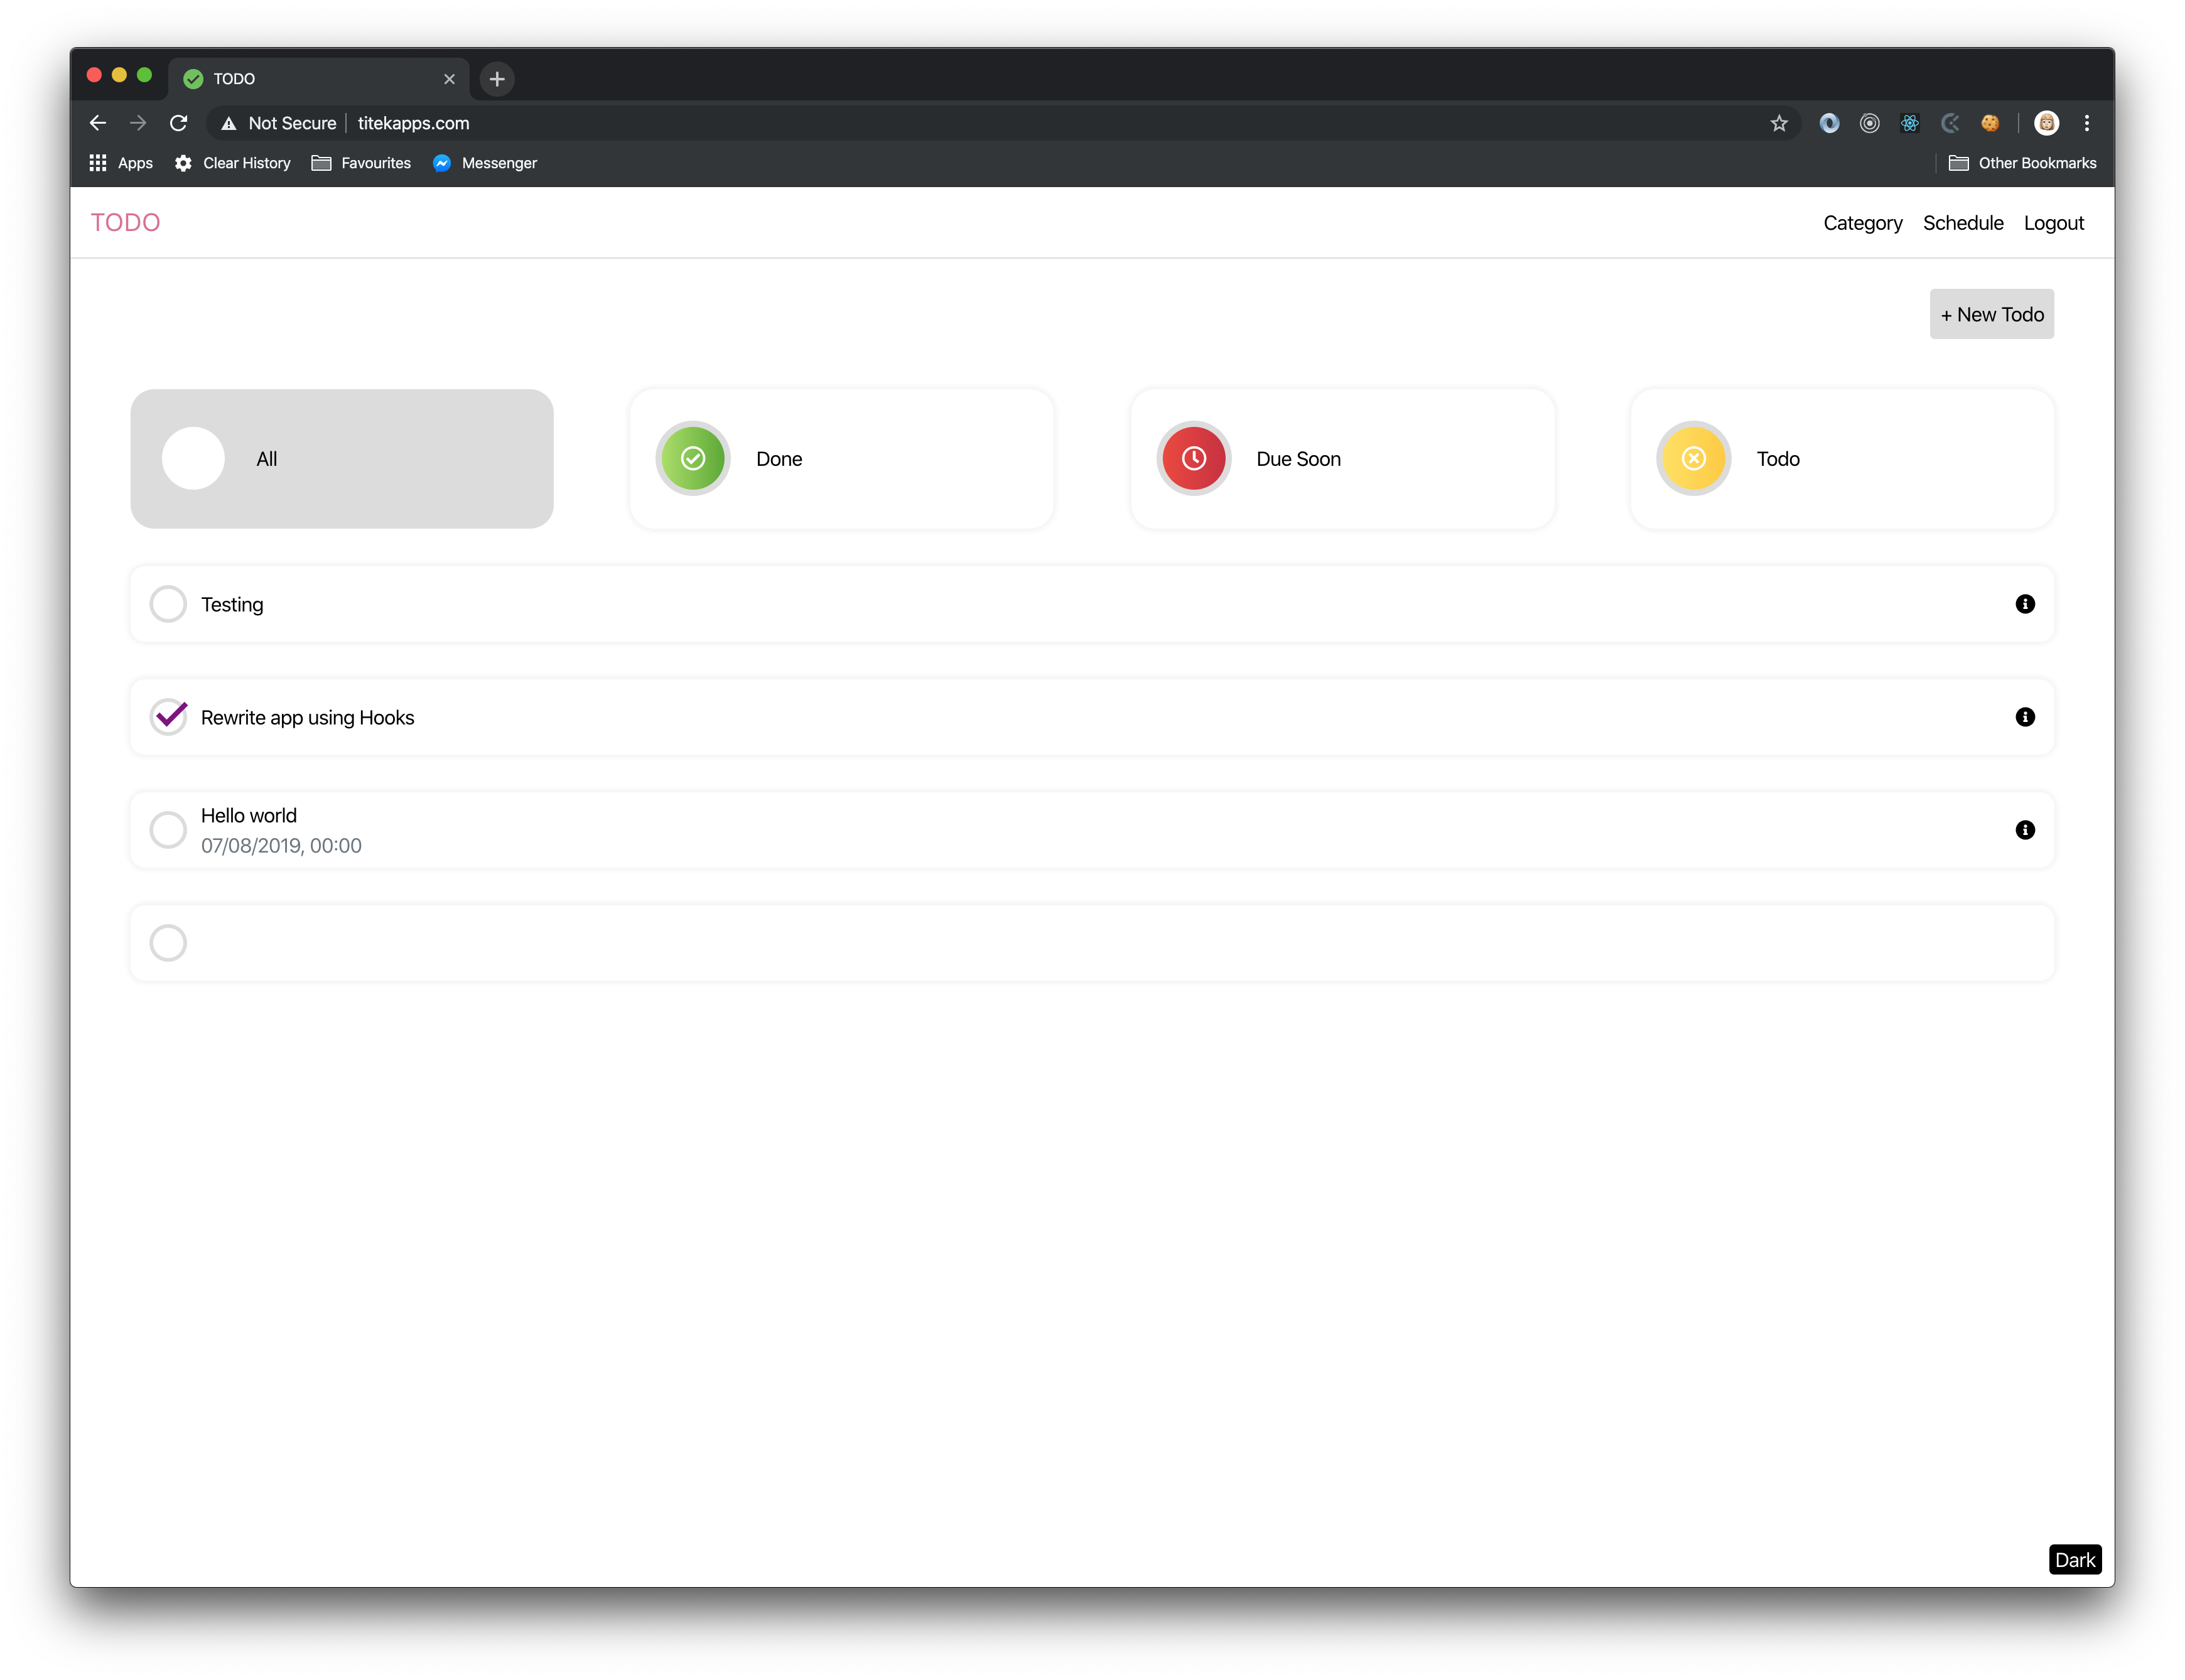 TODO
Not Secure titekapps.com
Apps Clear History Favourites Messenger Other Bookmarks
TODO Category Schedule Logout
+ New Todo
All Done Due Soon Todo
Testing
Rewrite app using Hooks
Hello world
07/08/2019, 00:00
Dark